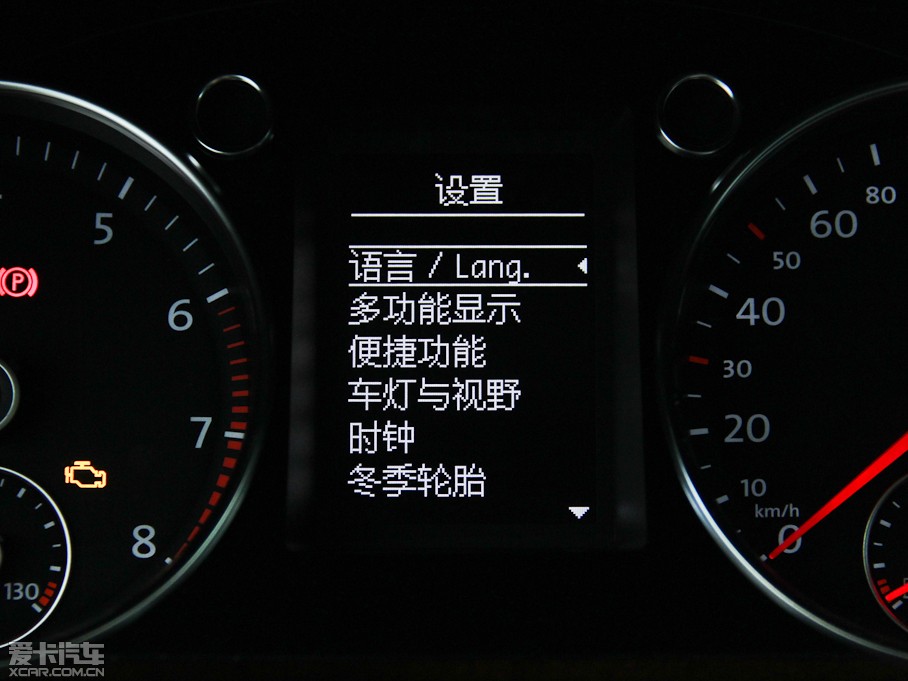 设置
语言 / Lang.
多功能显示
便捷功能
车灯与视野
时钟
冬季轮胎
5
6
7
8
P
130
80
60
50
40
30
20
10
km/h
0
爱卡汽车
XCAR.COM.CN